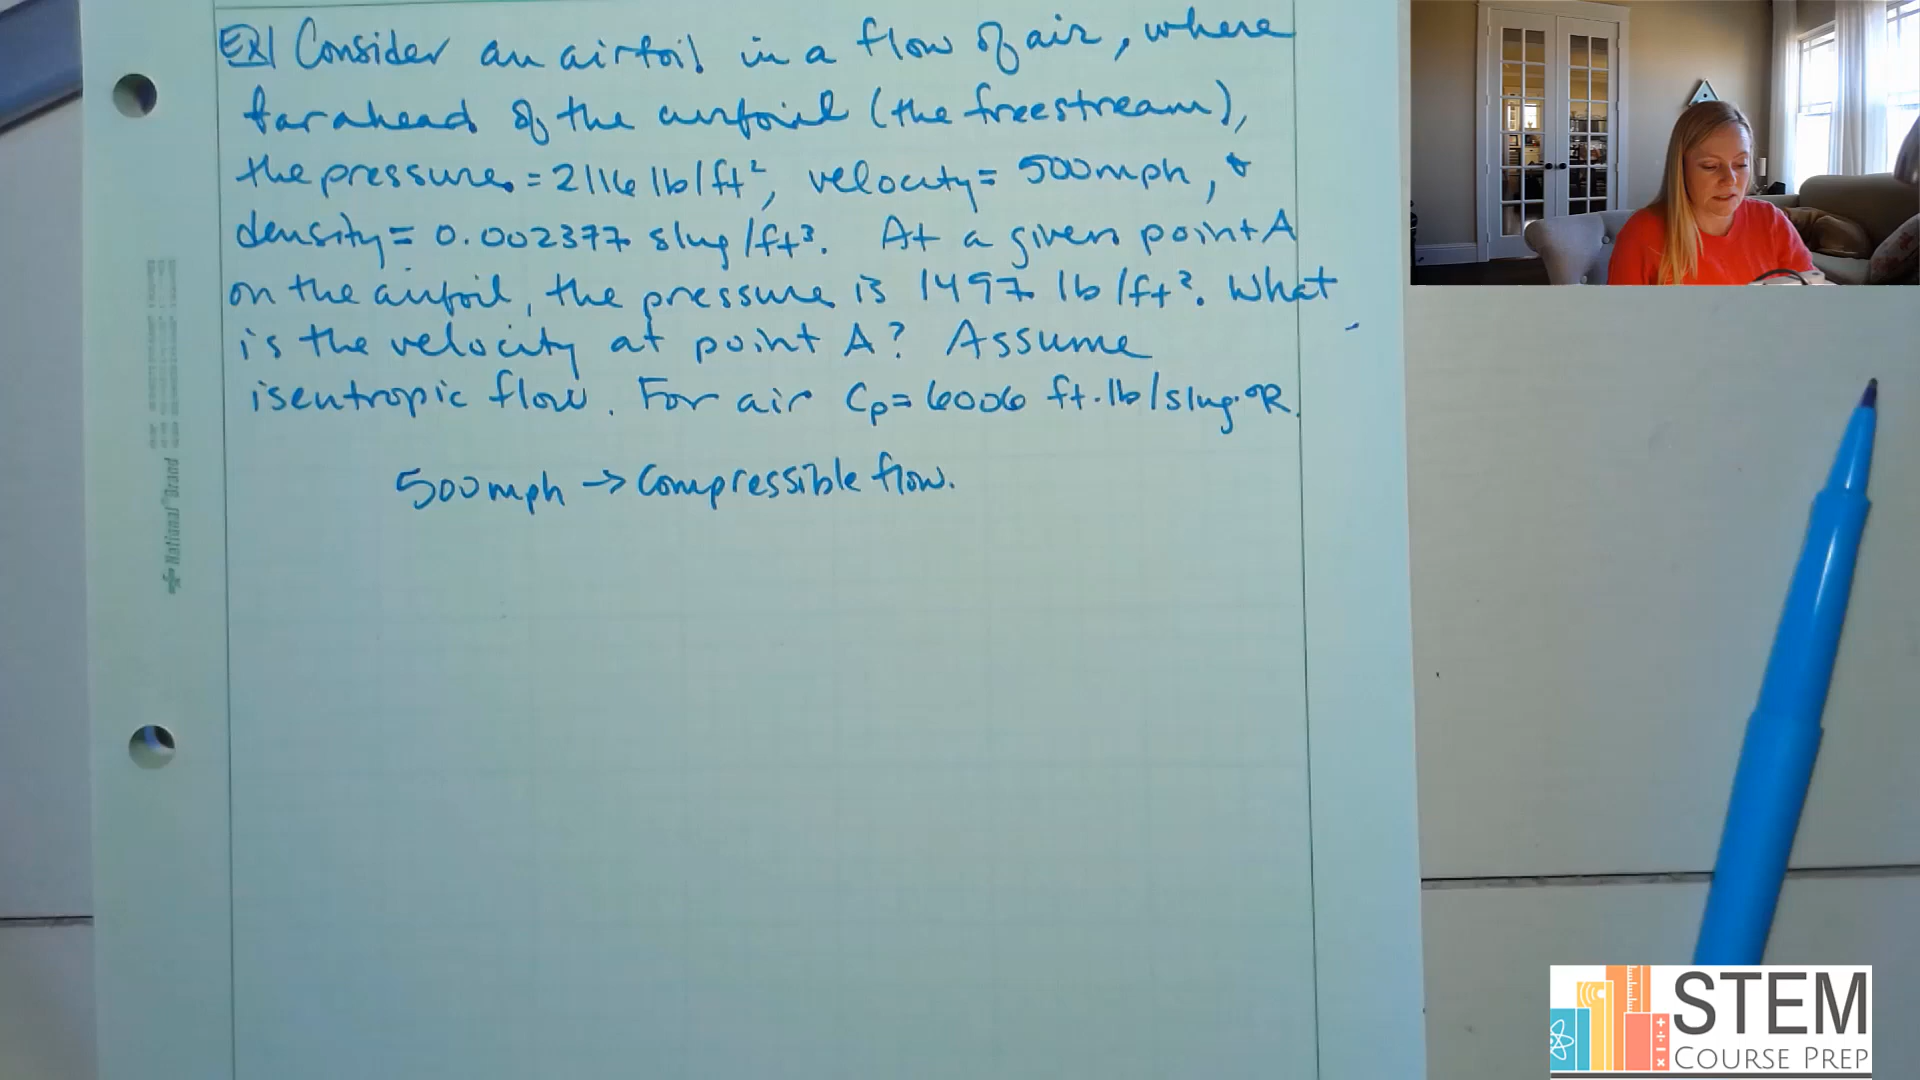 EX1 Consider an airfoil in a flow of air, where
far ahead of the airfoil (the freestream),
the pressure = 2116 lb/ft², velocity = 500mph, &
density = 0.002377 slug/ft³. At a given point A
on the airfoil, the pressure is 1497 lb/ft². What
is the velocity at point A? Assume
isentropic flow. For air Cp = 6006 ft·lb/slug·°R.
500mph → Compressible flow.
National Brand
STEM
COURSE PREP